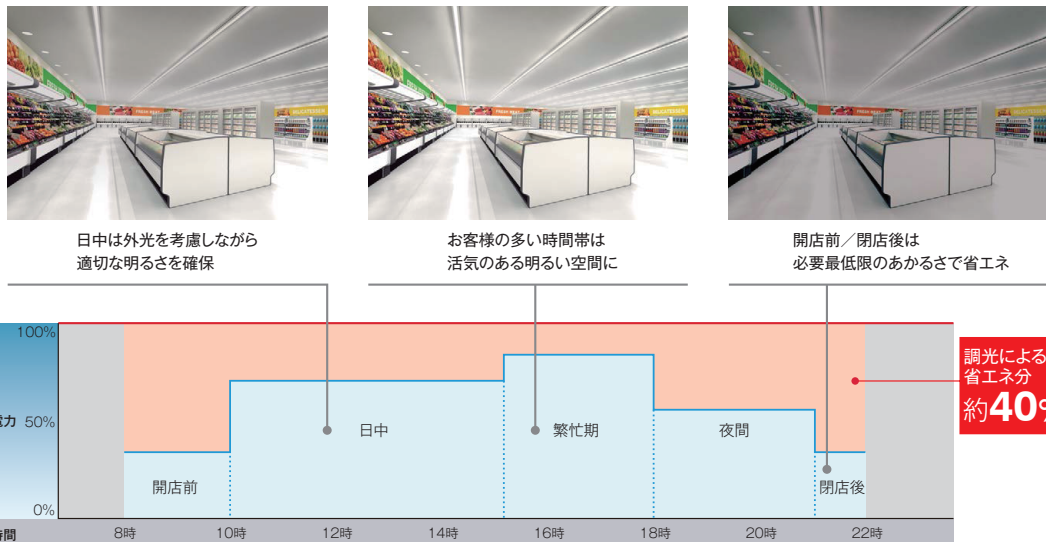 日中は外光を考慮しながら
適切な明るさを確保
お客様の多い時間帯は
活気のある明るい空間に
開店前／閉店後は
必要最低限のあかるさで省エネ
100%
電力 50%
0%
開店前
日中
繁忙期
夜間
閉店後
調光による
省エネ分
約40%
時間 8時 10時 12時 14時 16時 18時 20時 22時